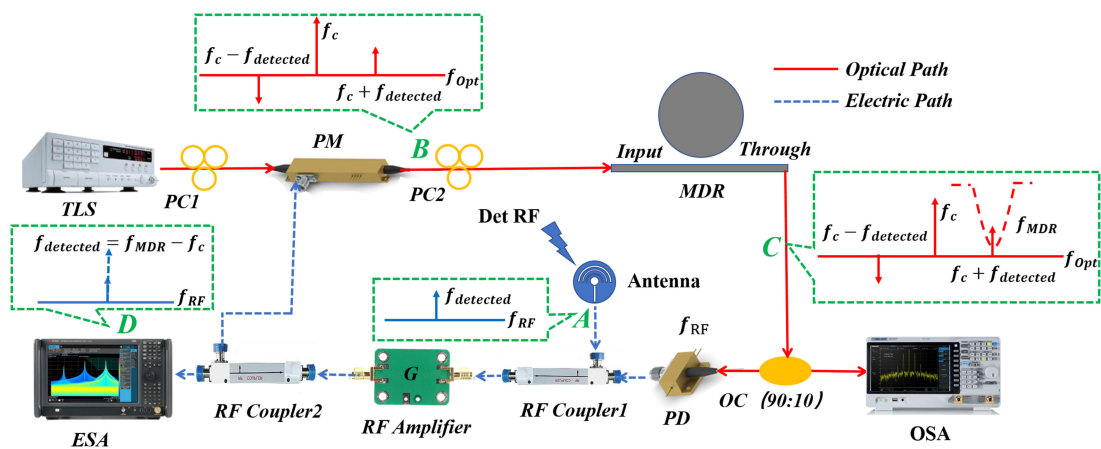 f_c
f_c − f_detected
f_Opt
f_c + f_detected
B
Optical Path
Electric Path
PM
Input
Through
MDR
TLS
PC1
PC2
f_detected = f_MDR − f_c
f_RF
D
Det RF
Antenna
f_detected
f_RF
A
f_c
f_MDR
f_c − f_detected
f_Opt
f_c + f_detected
C
f_RF
G
ESA
RF Coupler2
RF Amplifier
RF Coupler1
PD
OC (90:10)
OSA